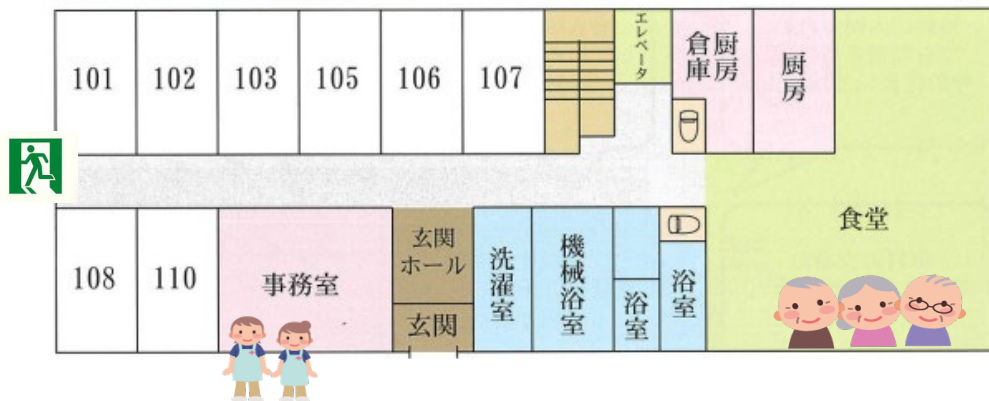 101
102
103
105
106
107
エレベータ
厨房
倉庫
厨房
食堂
108
110
事務室
玄関
ホール
玄関
洗濯室
機械浴室
浴室
浴室